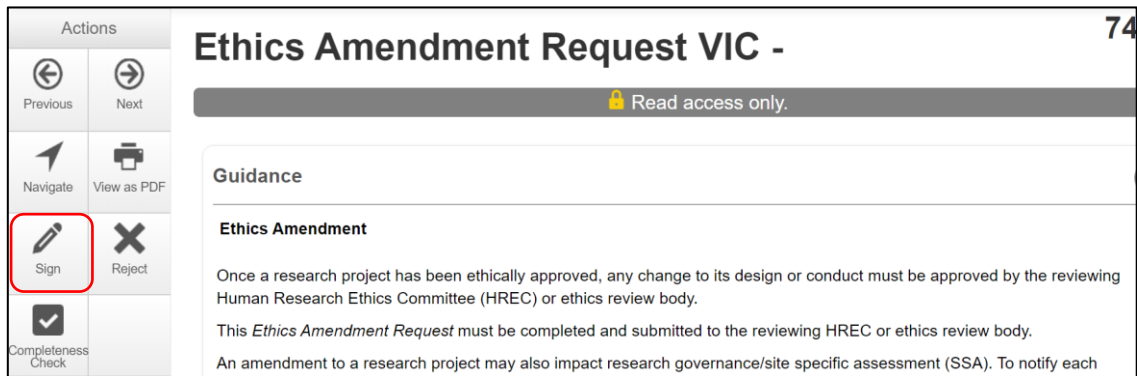 Actions
Previous
Next
Navigate
View as PDF
Sign
Reject
Completeness
Check
Ethics Amendment Request VIC -
74
Read access only.
Guidance
Ethics Amendment
Once a research project has been ethically approved, any change to its design or conduct must be approved by the reviewing
Human Research Ethics Committee (HREC) or ethics review body.
This Ethics Amendment Request must be completed and submitted to the reviewing HREC or ethics review body.
An amendment to a research project may also impact research governance/site specific assessment (SSA). To notify each